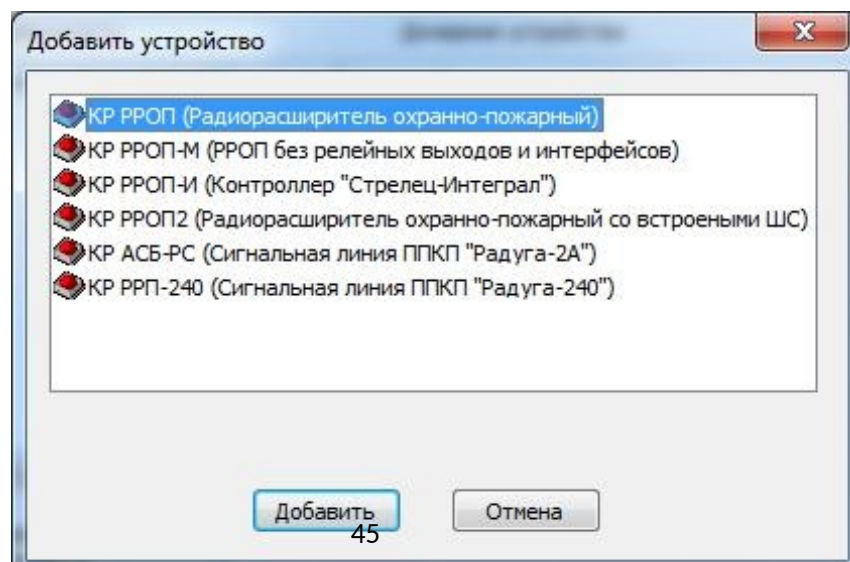 Добавить устройство
КР РРОП (Радиорасширитель охранно-пожарный)
КР РРОП-М (РРОП без релейных выходов и интерфейсов)
КР РРОП-И (Контроллер "Стрелец-Интеграл")
КР РРОП2 (Радиорасширитель охранно-пожарный со встроеными ШС)
КР АСБ-РС (Сигнальная линия ППКП "Радуга-2А")
КР РРП-240 (Сигнальная линия ППКП "Радуга-240")
Добавить
Отмена
45